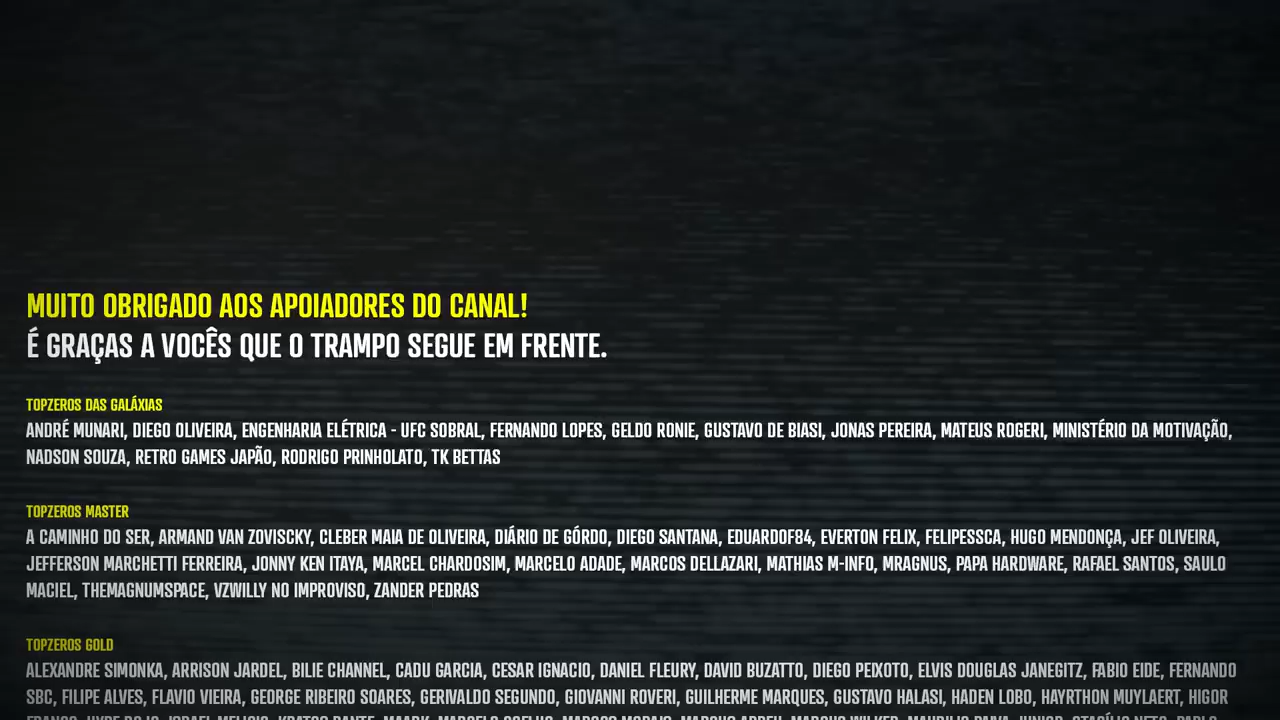 MUITO OBRIGADO AOS APOIADORES DO CANAL!
É GRAÇAS A VOCÊS QUE O TRAMPO SEGUE EM FRENTE.
TOPZEROS DAS GALÁXIAS
ANDRÉ MUNARI, DIEGO OLIVEIRA, ENGENHARIA ELÉTRICA - UFC SOBRAL, FERNANDO LOPES, GELDO RONIE, GUSTAVO DE BIASI, JONAS PEREIRA, MATEUS ROGERI, MINISTÉRIO DA MOTIVAÇÃO,
NADSON SOUZA, RETRO GAMES JAPÃO, RODRIGO PRINHOLATO, TK BETTAS
TOPZEROS MASTER
A CAMINHO DO SER, ARMAND VAN ZOVISCKY, CLEBER MAIA DE OLIVEIRA, DIÁRIO DE GÓRDO, DIEGO SANTANA, EDUARDOF84, EVERTON FELIX, FELIPESSCA, HUGO MENDONÇA, JEF OLIVEIRA,
JEFFERSON MARCHETTI FERREIRA, JONNY KEN ITAYA, MARCEL CHARDOSIM, MARCELO ADADE, MARCOS DELLAZARI, MATHIAS M-INFO, MRAGNUS, PAPA HARDWARE, RAFAEL SANTOS, SAULO
MACIEL, THEMAGNUMSPACE, VZWILLY NO IMPROVISO, ZANDER PEDRAS
TOPZEROS GOLD
ALEXANDRE SIMONKA, ARRISON JARDEL, BILIE CHANNEL, CADU GARCIA, CESAR IGNACIO, DANIEL FLEURY, DAVID BUZATTO, DIEGO PEIXOTO, ELVIS DOUGLAS JANEGITZ, FABIO EIDE, FERNANDO
SBC, FILIPE ALVES, FLAVIO VIEIRA, GEORGE RIBEIRO SOARES, GERIVALDO SEGUNDO, GIOVANNI ROVERI, GUILHERME MARQUES, GUSTAVO HALASI, HADEN LOBO, HAYRTHON MUYLAERT, HIGOR